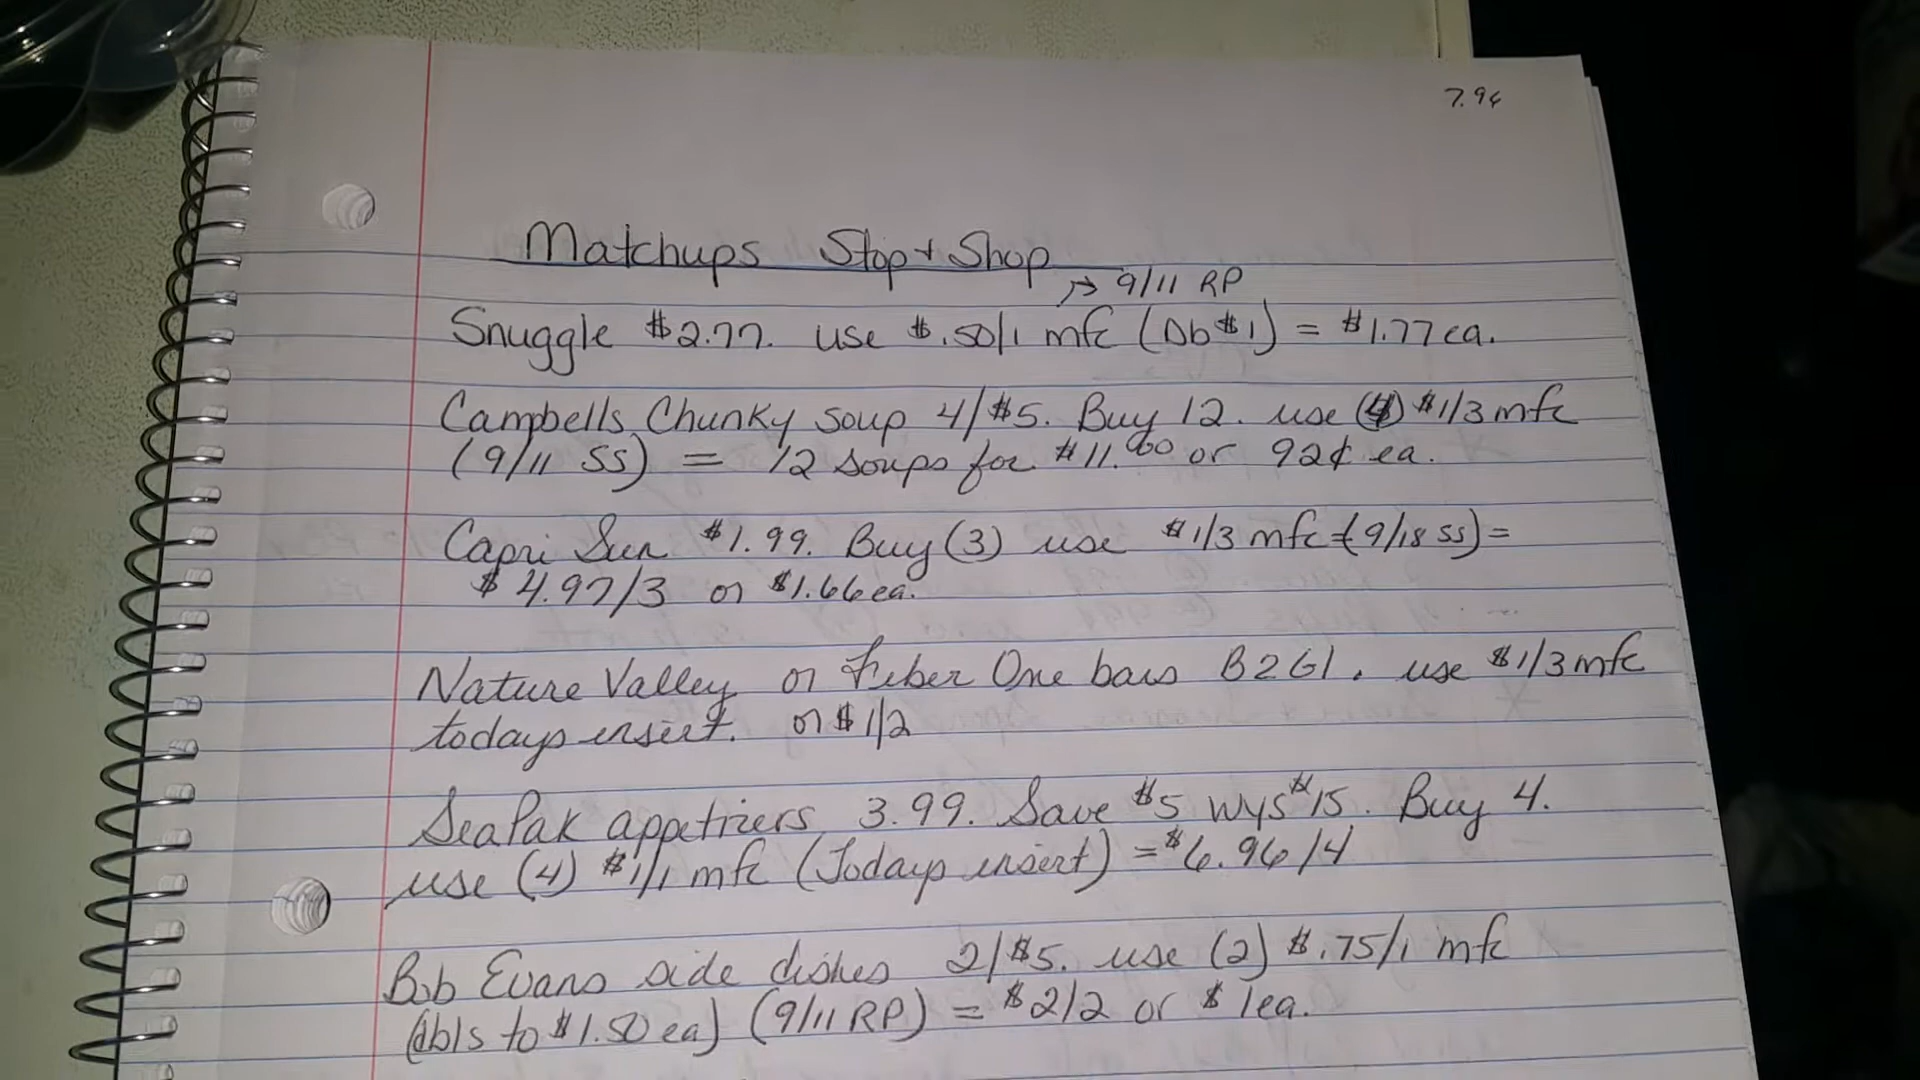 7.96
Matchups Stop + Shop
→ 9/11 RP
Snuggle $2.77. use $.50/1 mfc (Db $1) = $1.77 ea.
Campbells Chunky soup 4/$5. Buy 12. use (4) $1/3 mfc
(9/11 SS) = 12 soups for $11.00 or 92¢ ea.
Capri Sun $1.99. Buy (3) use $1/3 mfc (9/18 SS) =
$4.97/3 or $1.66 ea.
Nature Valley or Fiber One bars B2G1. use $1/3 mfc
todays insert. or $1/2
SeaPak appetizers 3.99. Save $5 wys $15. Buy 4.
use (4) $1/1 mfc (Todays insert) = $6.96/4
Bob Evans side dishes 2/$5. use (2) $.75/1 mfc
(dbls to $1.50 ea) (9/11 RP) = $2/2 or $1 ea.